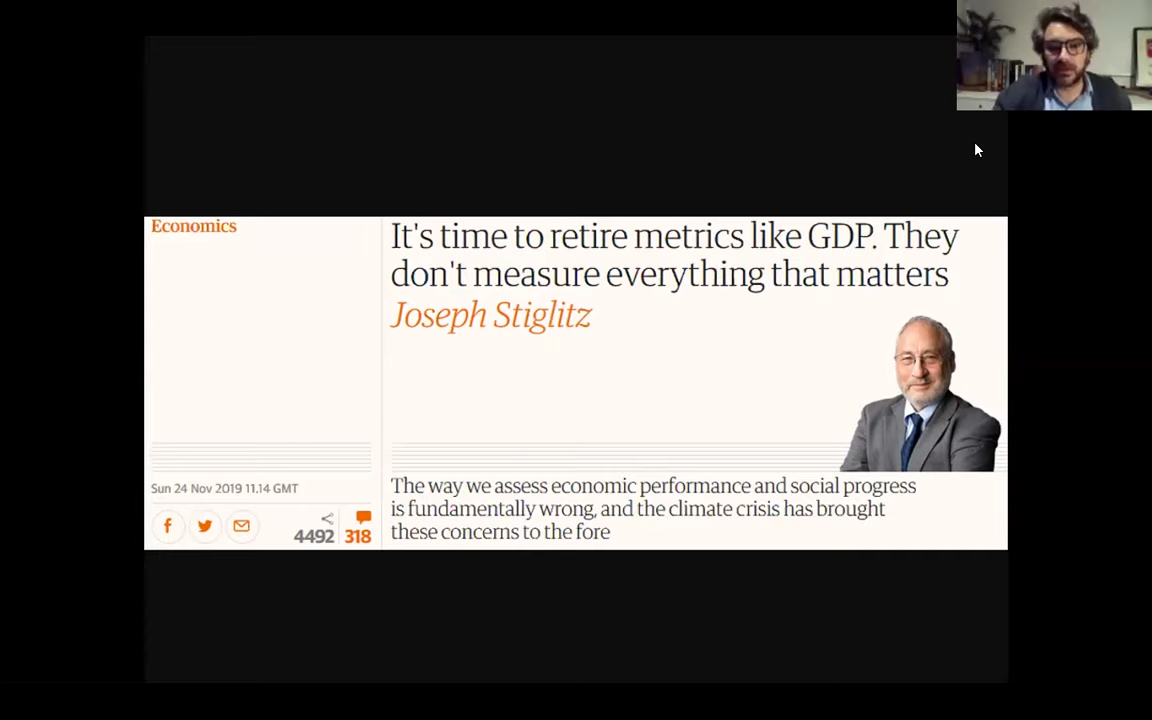 Economics
It's time to retire metrics like GDP. They
don't measure everything that matters
Joseph Stiglitz
Sun 24 Nov 2019 11.14 GMT
4492 318
The way we assess economic performance and social progress
is fundamentally wrong, and the climate crisis has brought
these concerns to the fore